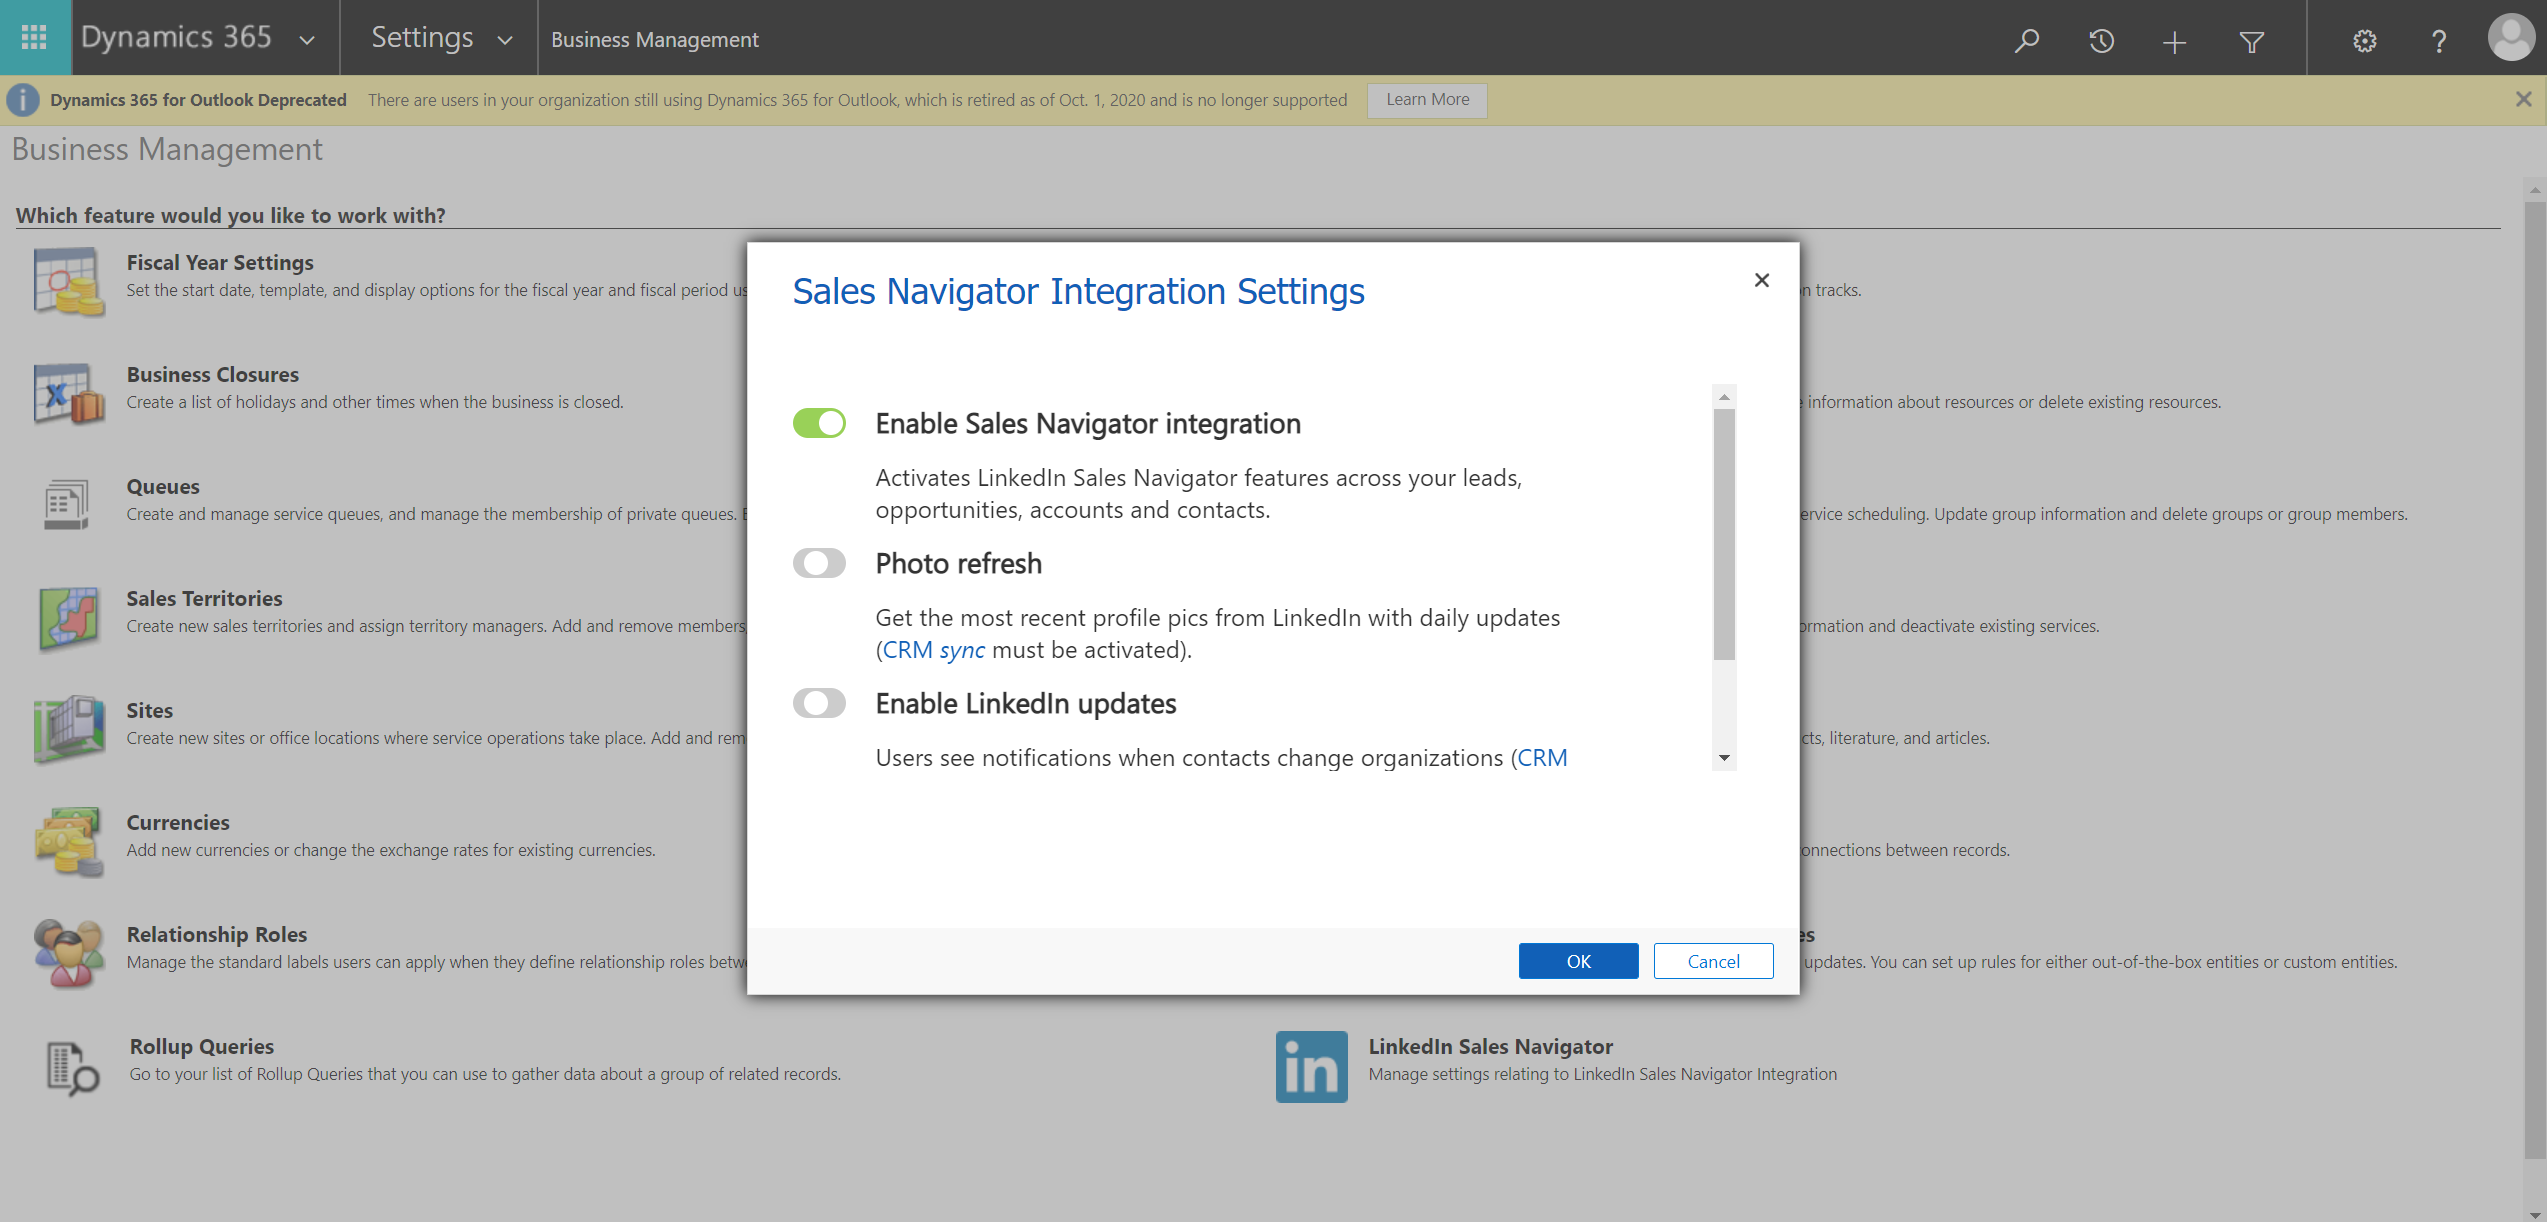 Dynamics 365
Settings
Business Management
Dynamics 365 for Outlook Deprecated There are users in your organization still using Dynamics 365 for Outlook, which is retired as of Oct. 1, 2020 and is no longer supported Learn More
Business Management
Which feature would you like to work with?
Fiscal Year Settings
Set the start date, template, and display options for the fiscal year and fiscal period
tracks.
Business Closures
Create a list of holidays and other times when the business is closed.
information about resources or delete existing resources.
Queues
Create and manage service queues, and manage the membership of private queues.
ervice scheduling. Update group information and delete groups or group members.
Sales Territories
Create new sales territories and assign territory managers. Add and remove members,
ormation and deactivate existing services.
Sites
Create new sites or office locations where service operations take place. Add and rem
cts, literature, and articles.
Currencies
Add new currencies or change the exchange rates for existing currencies.
onnections between records.
Relationship Roles
Manage the standard labels users can apply when they define relationship roles betw
es
updates. You can set up rules for either out-of-the-box entities or custom entities.
Rollup Queries
Go to your list of Rollup Queries that you can use to gather data about a group of related records.
in
LinkedIn Sales Navigator
Manage settings relating to LinkedIn Sales Navigator Integration
Sales Navigator Integration Settings
Enable Sales Navigator integration
Activates LinkedIn Sales Navigator features across your leads,
opportunities, accounts and contacts.
Photo refresh
Get the most recent profile pics from LinkedIn with daily updates
(CRM sync must be activated).
Enable LinkedIn updates
Users see notifications when contacts change organizations (CRM
OK
Cancel